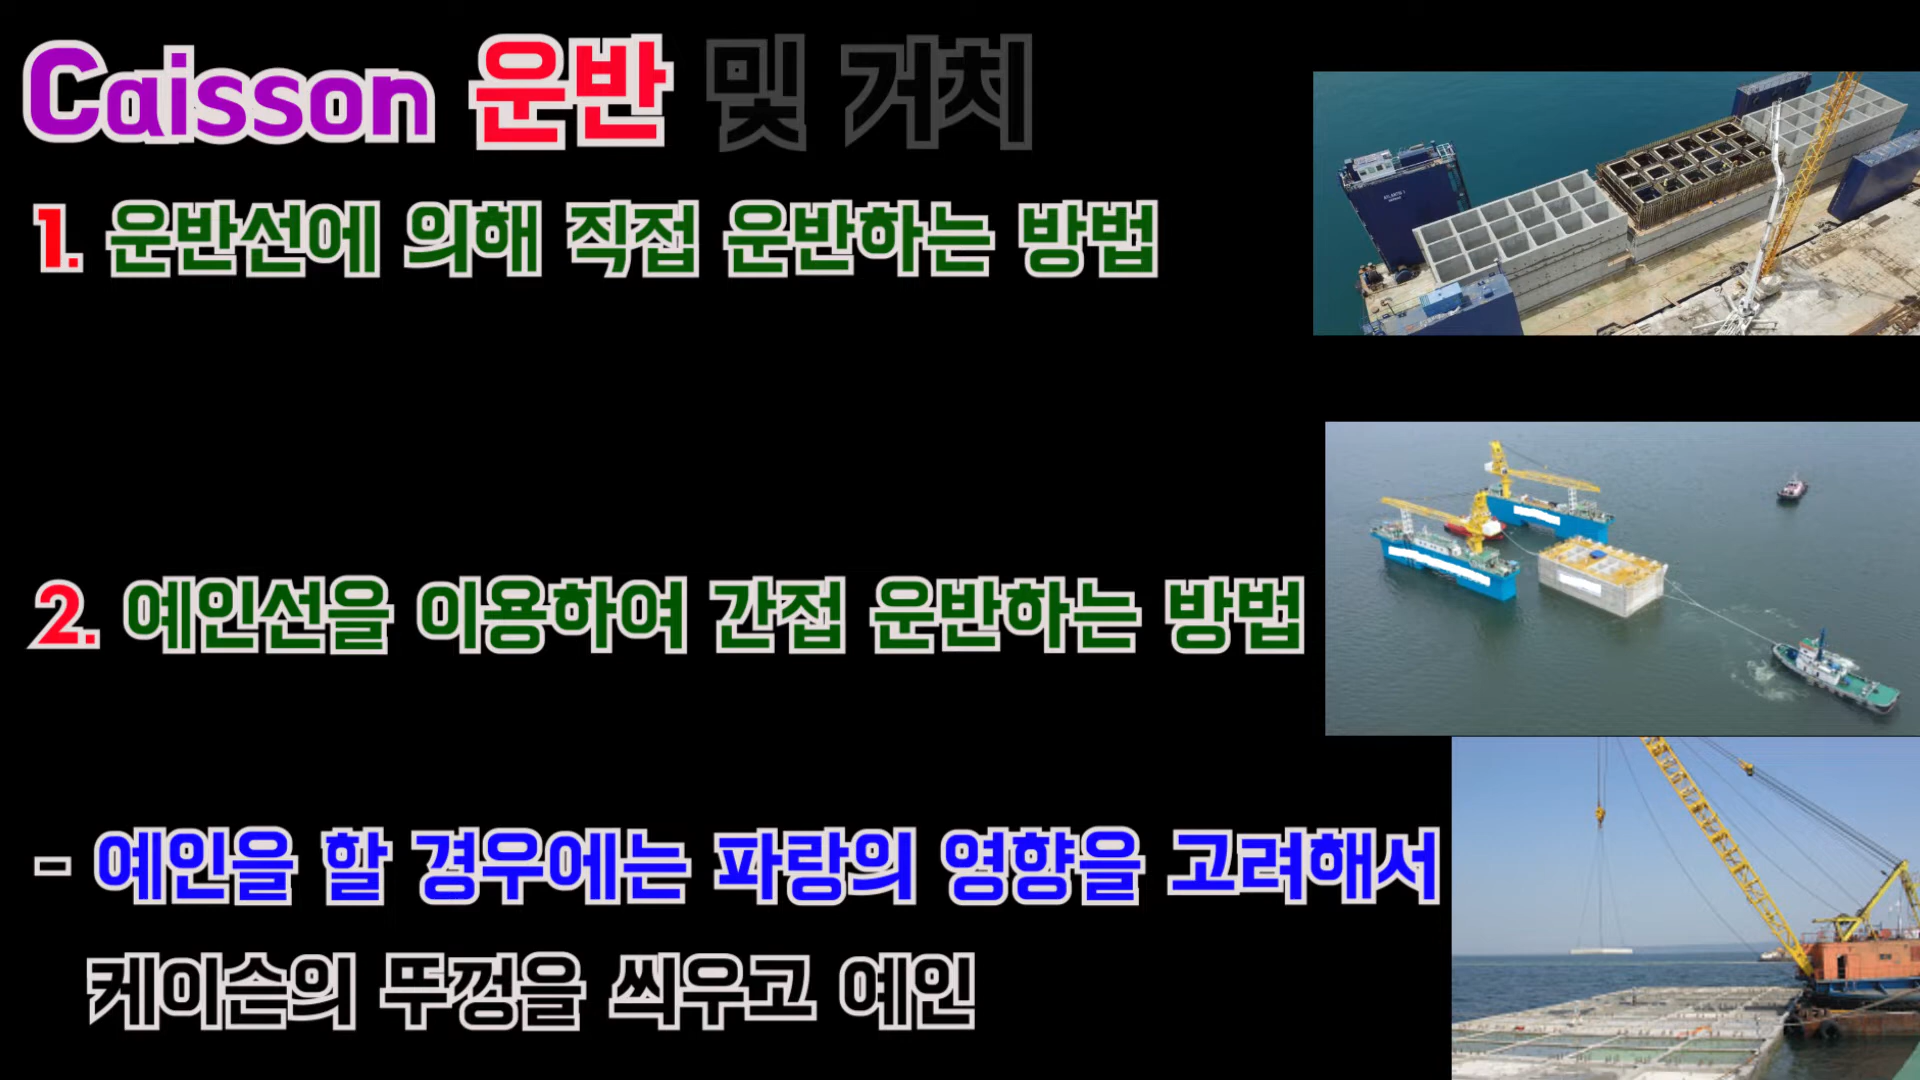 Caisson 운반 및 거치
1. 운반선에 의해 직접 운반하는 방법
2. 예인선을 이용하여 간접 운반하는 방법
- 예인을 할 경우에는 파랑의 영향을 고려해서
케이슨의 뚜껑을 씌우고 예인